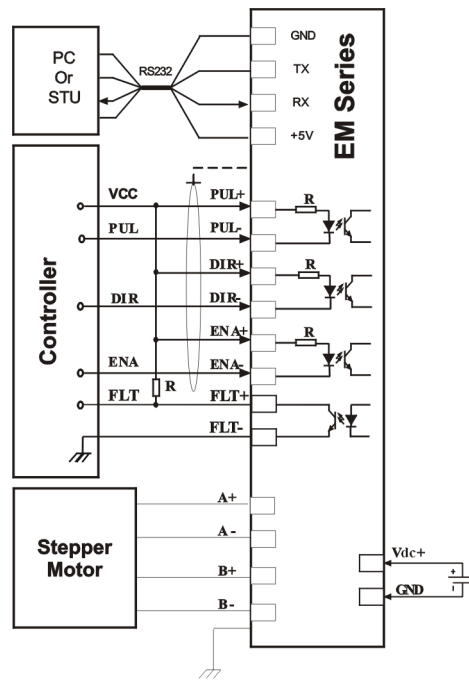 PC
Or
STU
RS232
GND
TX
RX
+5V
EM Series
Controller
VCC
PUL+
R
PUL
PUL-
DIR+
R
DIR
DIR-
ENA+
R
ENA
ENA-
R
FLT
FLT+
FLT-
A+
A-
B+
B-
Stepper
Motor
Vdc+
+
GND
-